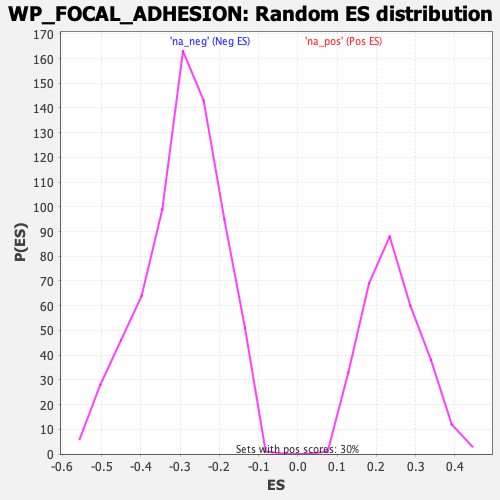 WP_FOCAL_ADHESION: Random ES distribution
'na_neg' (Neg ES)
'na_pos' (Pos ES)
170
160
150
140
130
120
110
100
90
80
70
60
50
40
30
20
10
0
P(ES)
Sets with pos scores: 30%
-0.6 -0.5 -0.4 -0.3 -0.2 -0.1 0.0 0.1 0.2 0.3 0.4
ES